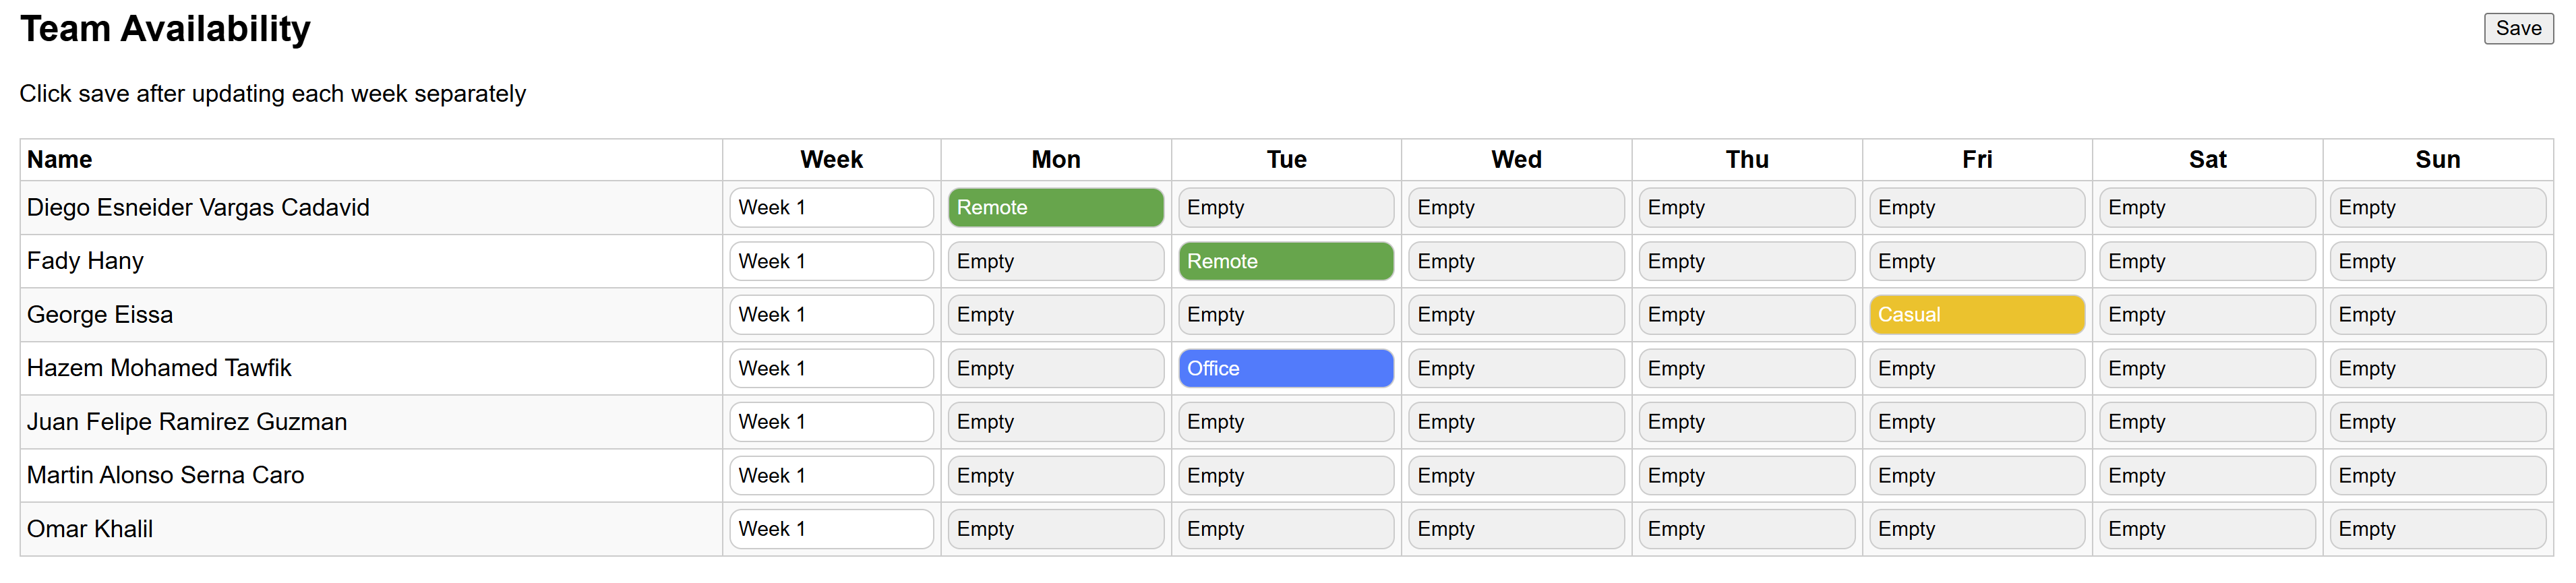 Team Availability Save
Click save after updating each week separately
Name Week Mon Tue Wed Thu Fri Sat Sun
Diego Esneider Vargas Cadavid Week 1 Remote Empty Empty Empty Empty Empty Empty
Fady Hany Week 1 Empty Remote Empty Empty Empty Empty Empty
George Eissa Week 1 Empty Empty Empty Empty Casual Empty Empty
Hazem Mohamed Tawfik Week 1 Empty Office Empty Empty Empty Empty Empty
Juan Felipe Ramirez Guzman Week 1 Empty Empty Empty Empty Empty Empty Empty
Martin Alonso Serna Caro Week 1 Empty Empty Empty Empty Empty Empty Empty
Omar Khalil Week 1 Empty Empty Empty Empty Empty Empty Empty